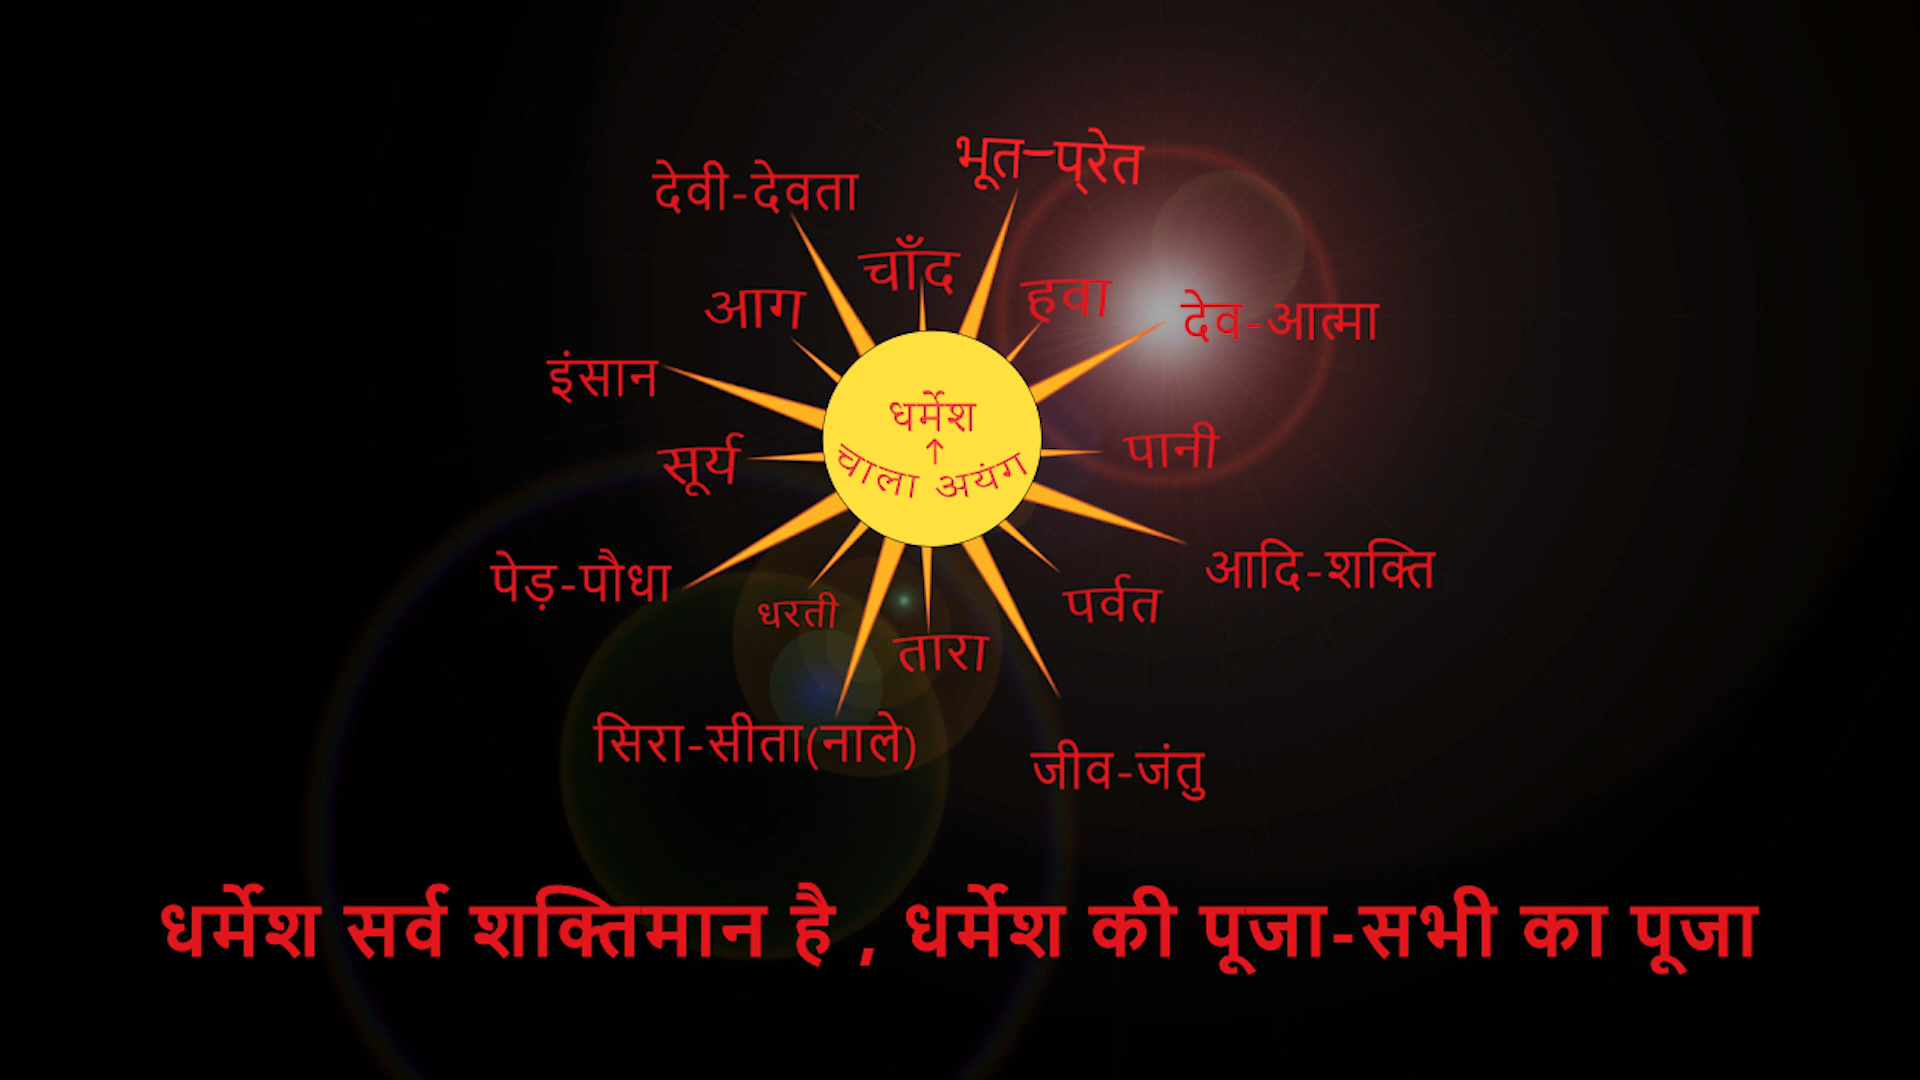 भूत-प्रेत
देवी-देवता
चाँद
हवा
आग
देव-आत्मा
इंसान
धर्मेश
↑
चाला अयंग
पानी
सूर्य
आदि-शक्ति
पेड़-पौधा
पर्वत
धरती
तारा
सिरा-सीता(नाले)
जीव-जंतु
धर्मेश सर्व शक्तिमान है , धर्मेश की पूजा-सभी का पूजा